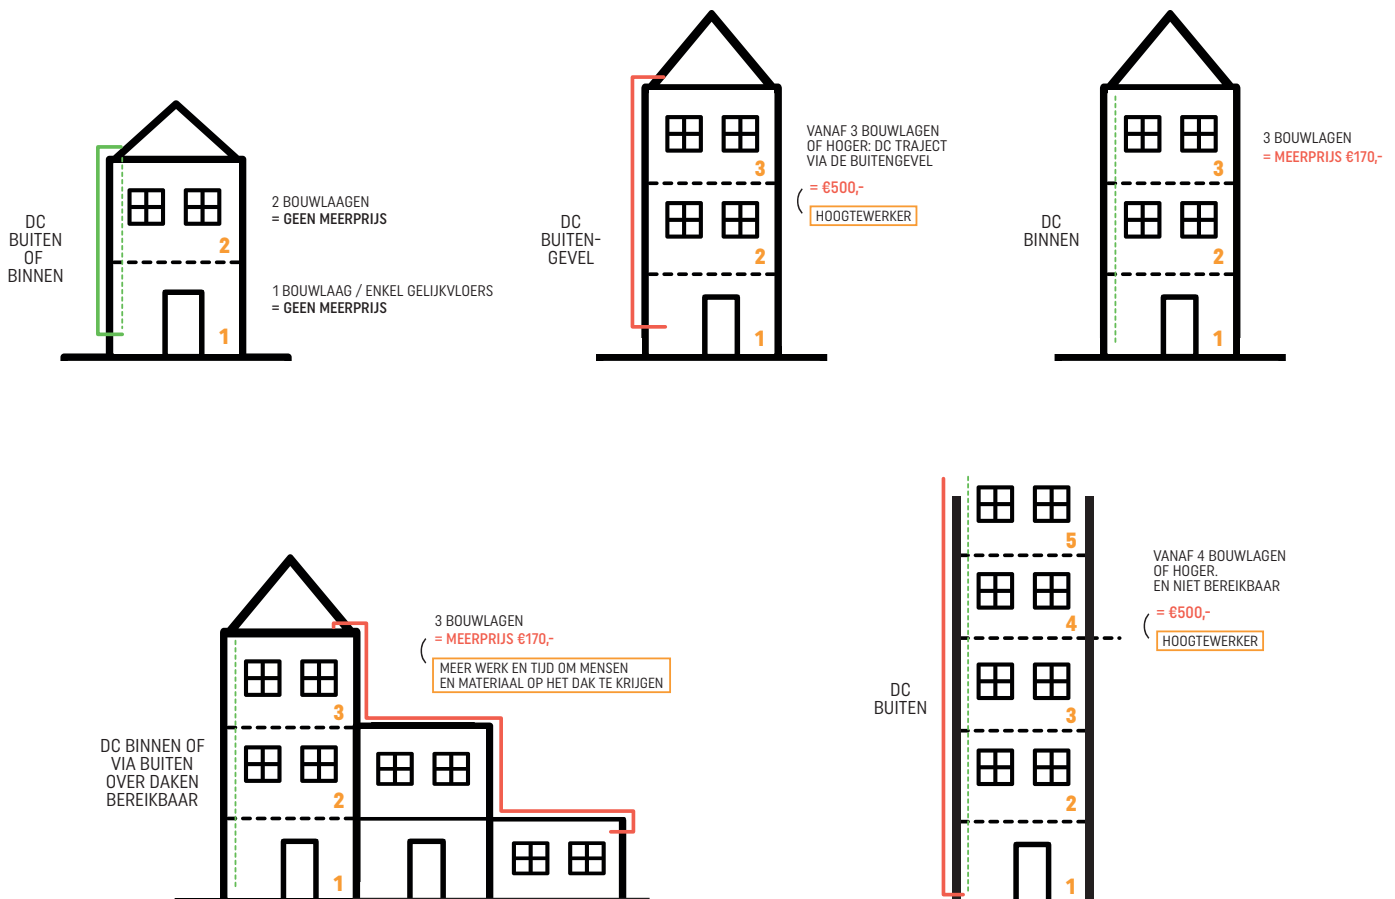 DC
BUITEN
OF
BINNEN
2
1
2 BOUWLAAGEN
= GEEN MEERPRIJS
1 BOUWLAAG / ENKEL GELIJKVLOERS
= GEEN MEERPRIJS
DC
BUITEN-
GEVEL
3
2
1
VANAF 3 BOUWLAGEN
OF HOGER: DC TRAJECT
VIA DE BUITENGEVEL
= €500,-
HOOGTEWERKER
DC
BINNEN
3
2
1
3 BOUWLAGEN
= MEERPRIJS €170,-
DC BINNEN OF
VIA BUITEN
OVER DAKEN
BEREIKBAAR
3
2
1
3 BOUWLAGEN
= MEERPRIJS €170,-
MEER WERK EN TIJD OM MENSEN
EN MATERIAAL OP HET DAK TE KRIJGEN
DC
BUITEN
5
4
3
2
1
VANAF 4 BOUWLAGEN
OF HOGER.
EN NIET BEREIKBAAR
= €500,-
HOOGTEWERKER